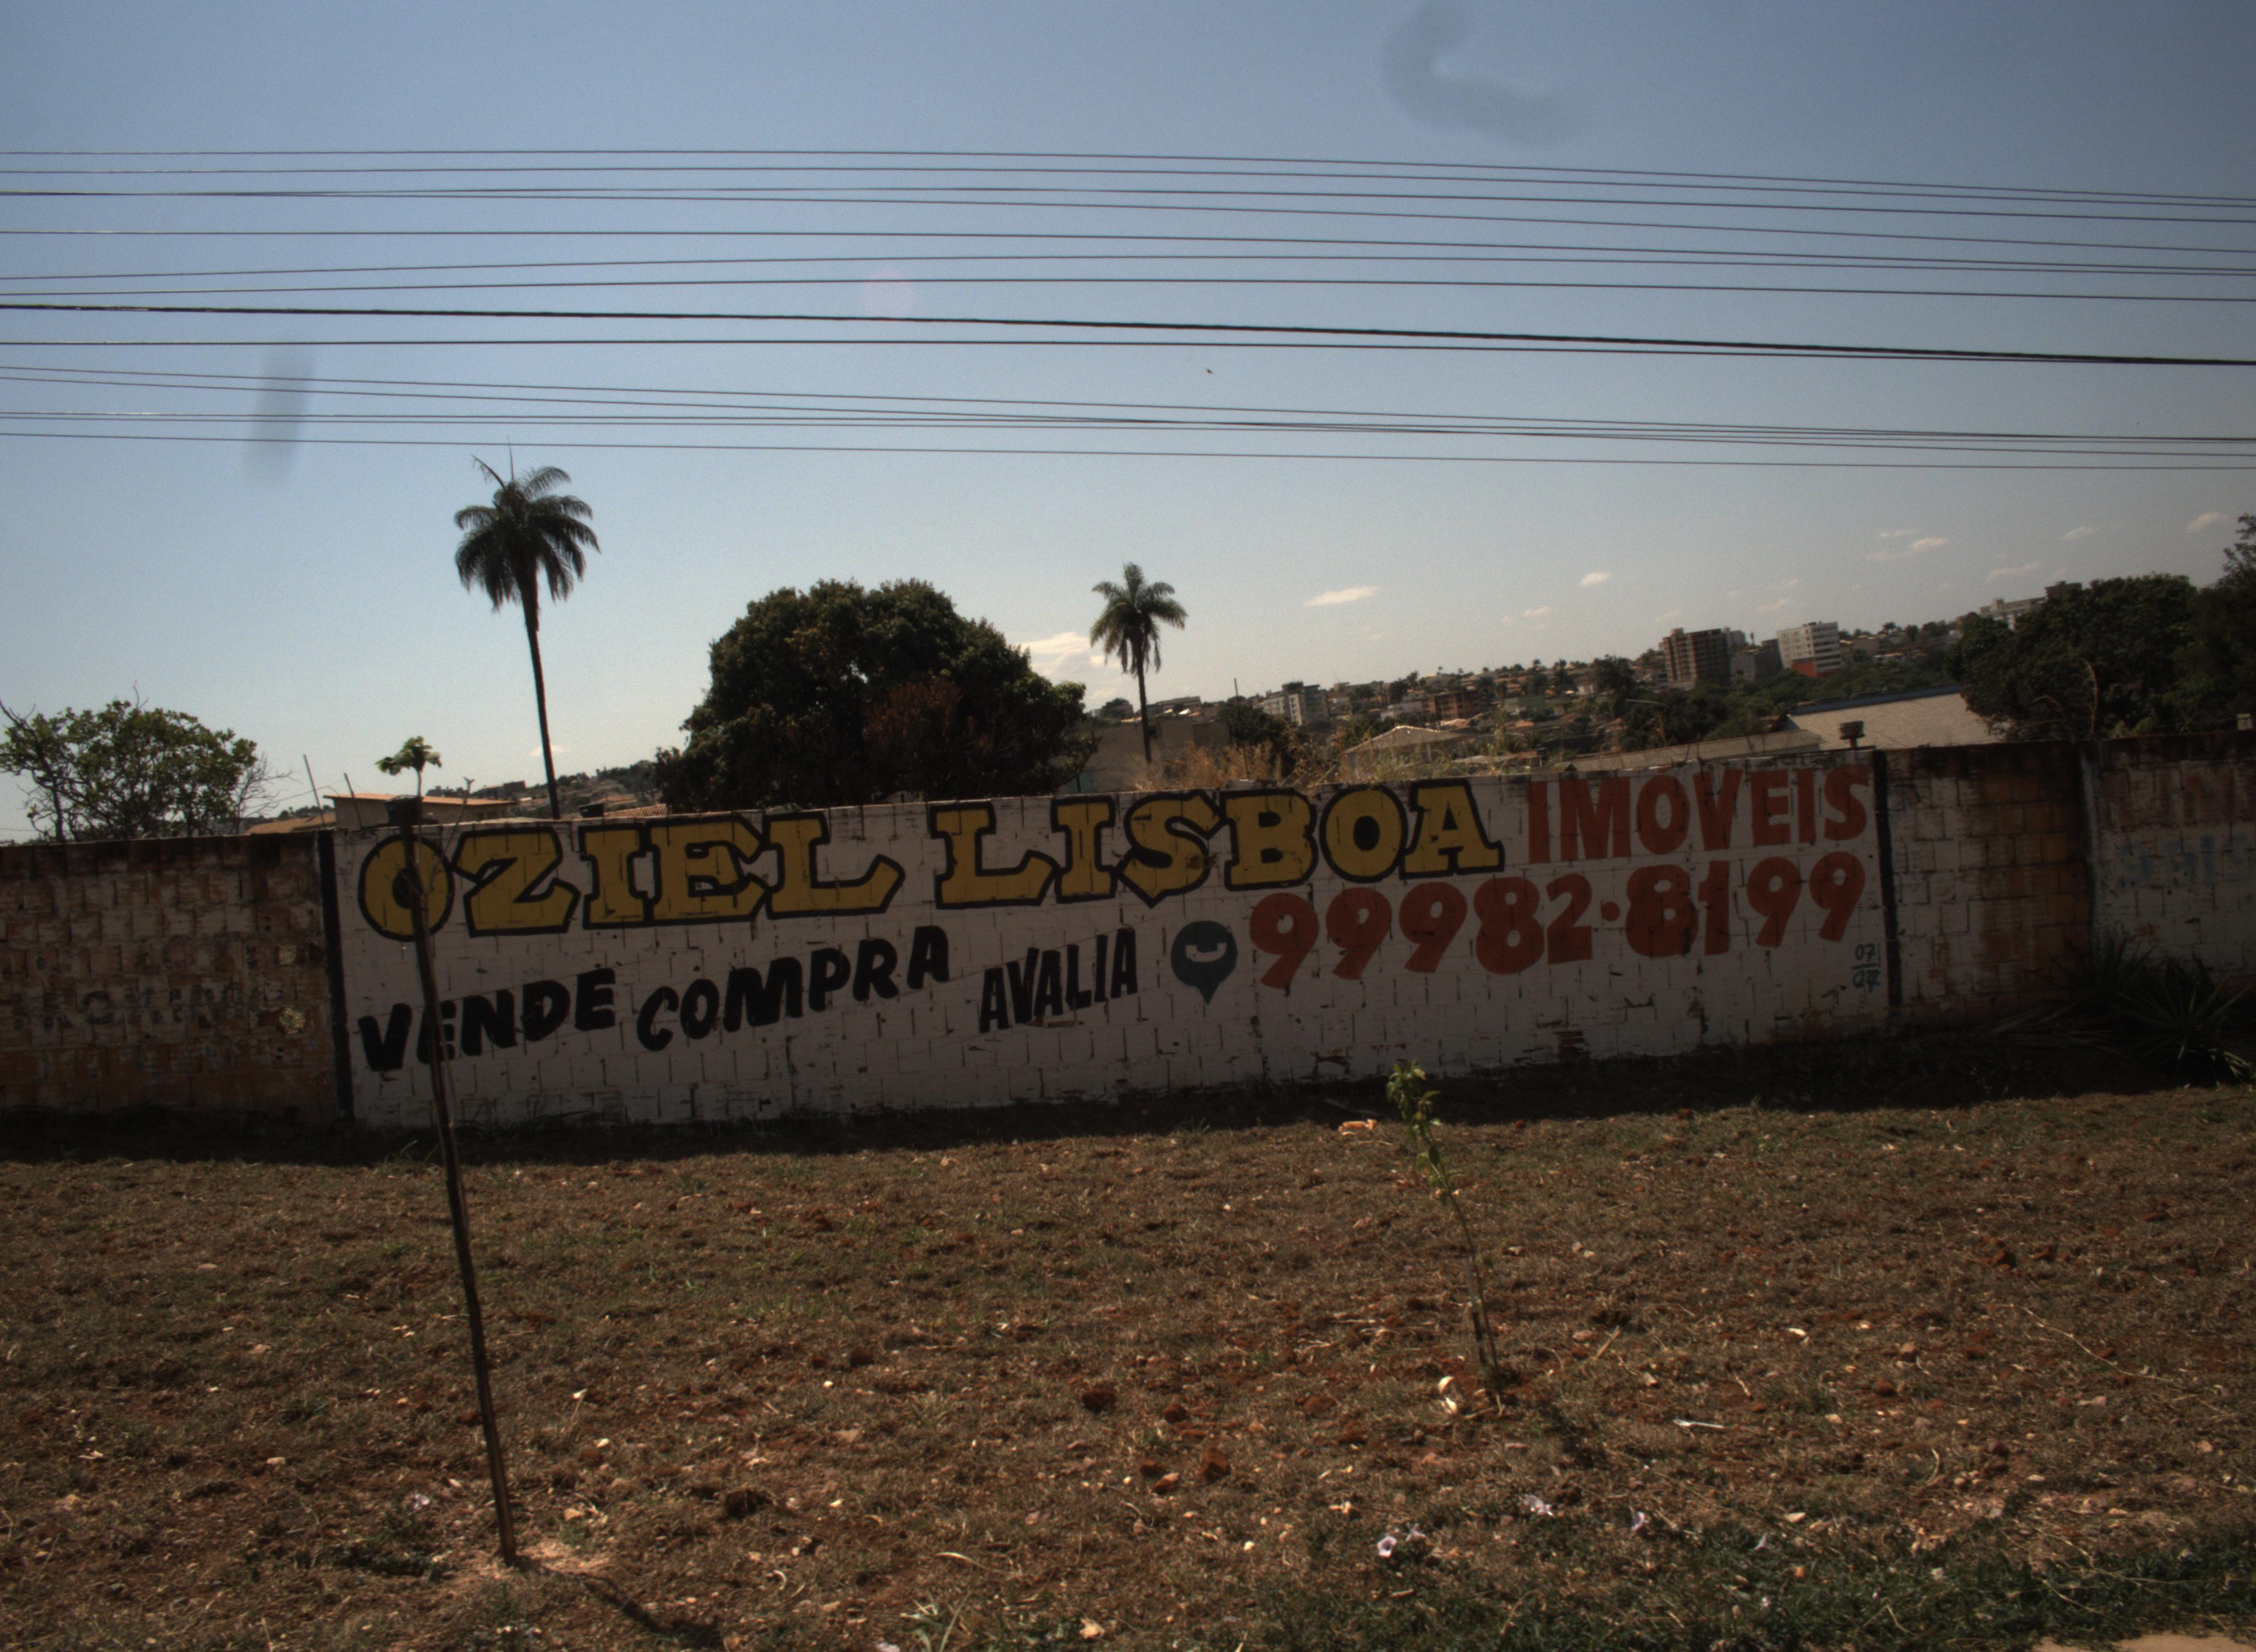 OZIEL LISBOA IMOVEIS
VENDE COMPRA AVALIA 99982·8199
07/07